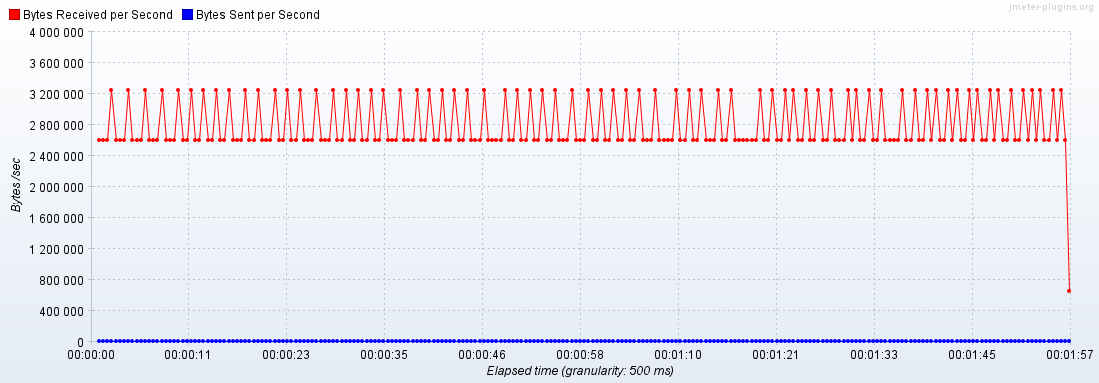 jmeter-plugins.org
Bytes Received per Second Bytes Sent per Second
4 000 000
3 600 000
3 200 000
2 800 000
2 400 000
2 000 000
1 600 000
1 200 000
800 000
400 000
0
Bytes /sec
00:00:00 00:00:11 00:00:23 00:00:35 00:00:46 00:00:58 00:01:10 00:01:21 00:01:33 00:01:45 00:01:57
Elapsed time (granularity: 500 ms)